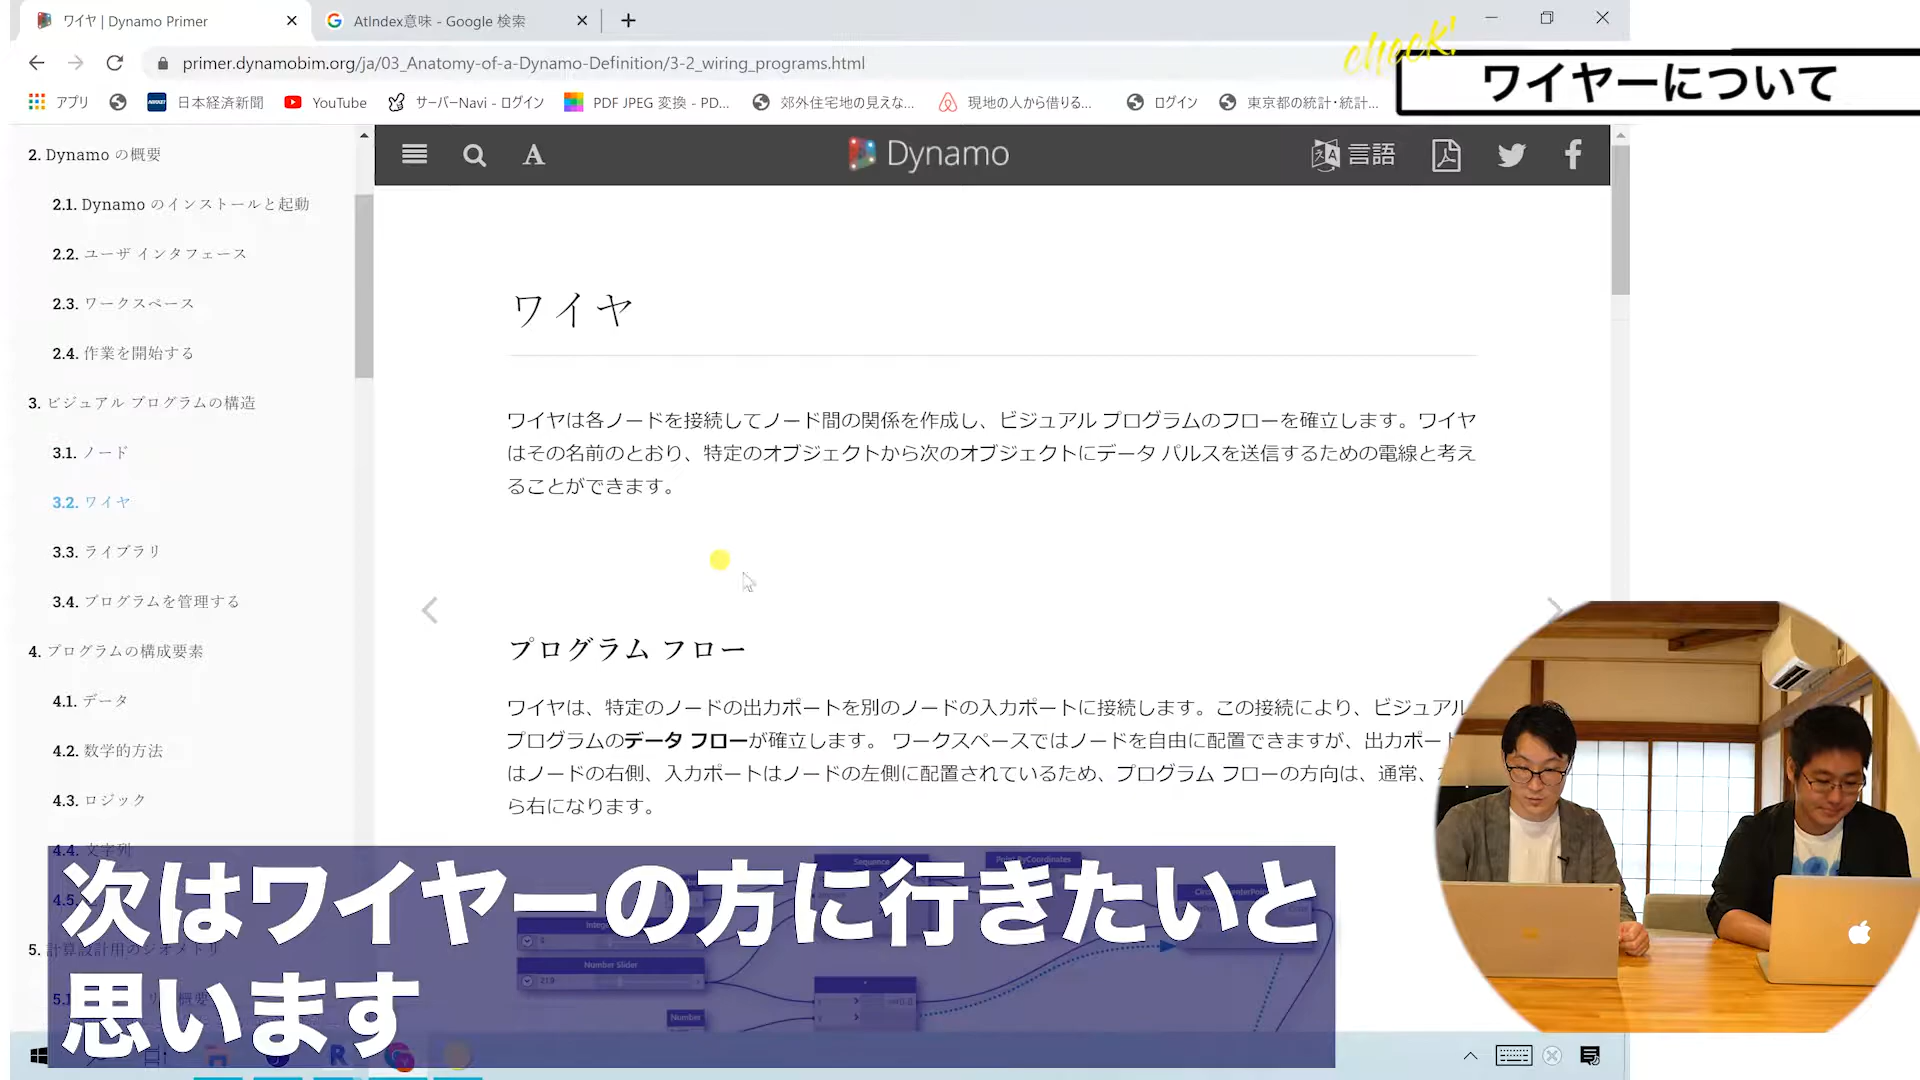 ワイヤ | Dynamo Primer
AtIndex意味 - Google 検索
primer.dynamobim.org/ja/03_Anatomy-of-a-Dynamo-Definition/3-2_wiring_programs.html
check!
ワイヤーについて
アプリ
日本経済新聞
YouTube
サーバーNavi - ログイン
PDF JPEG 変換 - PD...
郊外住宅地の見えな...
現地の人から借りる...
ログイン
東京都の統計・統計...
2. Dynamo の概要
2.1. Dynamo のインストールと起動
2.2. ユーザ インタフェース
2.3. ワークスペース
2.4. 作業を開始する
3. ビジュアル プログラムの構造
3.1. ノード
3.2. ワイヤ
3.3. ライブラリ
3.4. プログラムを管理する
4. プログラムの構成要素
4.1. データ
4.2. 数学的方法
4.3. ロジック
4.4. 文字列
4.5.
5. 計算設計用のジオメトリ
Dynamo
言語
ワイヤ
ワイヤは各ノードを接続してノード間の関係を作成し、ビジュアル プログラムのフローを確立します。ワイヤ
はその名前のとおり、特定のオブジェクトから次のオブジェクトにデータ パルスを送信するための電線と考え
ることができます。
プログラム フロー
ワイヤは、特定のノードの出力ポートを別のノードの入力ポートに接続します。この接続により、ビジュアル
プログラムのデータ フローが確立します。 ワークスペースではノードを自由に配置できますが、出力ポート
はノードの右側、入力ポートはノードの左側に配置されているため、プログラム フローの方向は、通常、
ら右になります。
Sequence
Number Slider
Number
次はワイヤーの方に行きたいと
思います